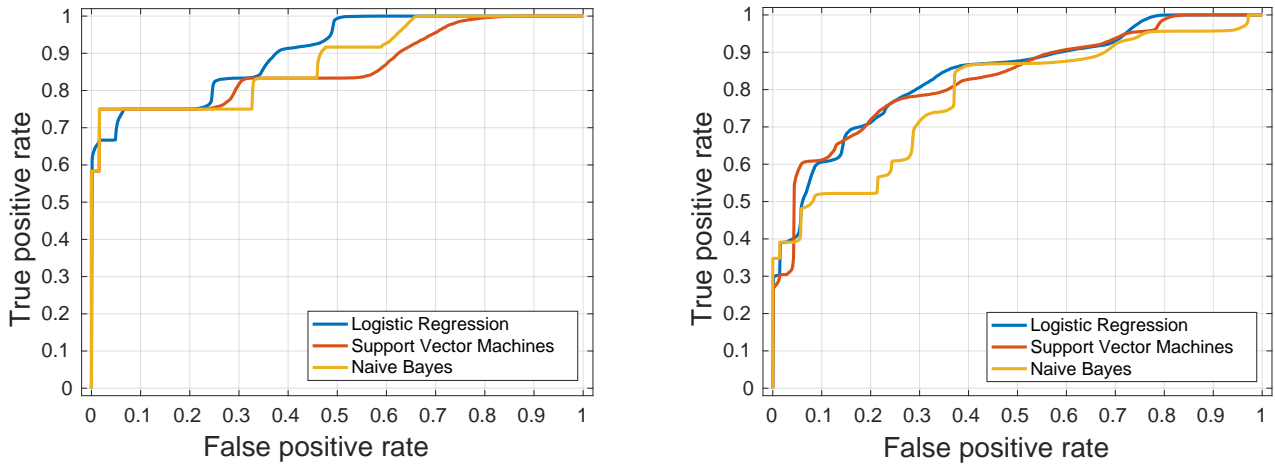 1
0.9
0.8
0.7
0.6
0.5
0.4
0.3
0.2
0.1
0
True positive rate
Logistic Regression
Support Vector Machines
Naive Bayes
0 0.1 0.2 0.3 0.4 0.5 0.6 0.7 0.8 0.9 1
False positive rate
1
0.9
0.8
0.7
0.6
0.5
0.4
0.3
0.2
0.1
0
True positive rate
Logistic Regression
Support Vector Machines
Naive Bayes
0 0.1 0.2 0.3 0.4 0.5 0.6 0.7 0.8 0.9 1
False positive rate